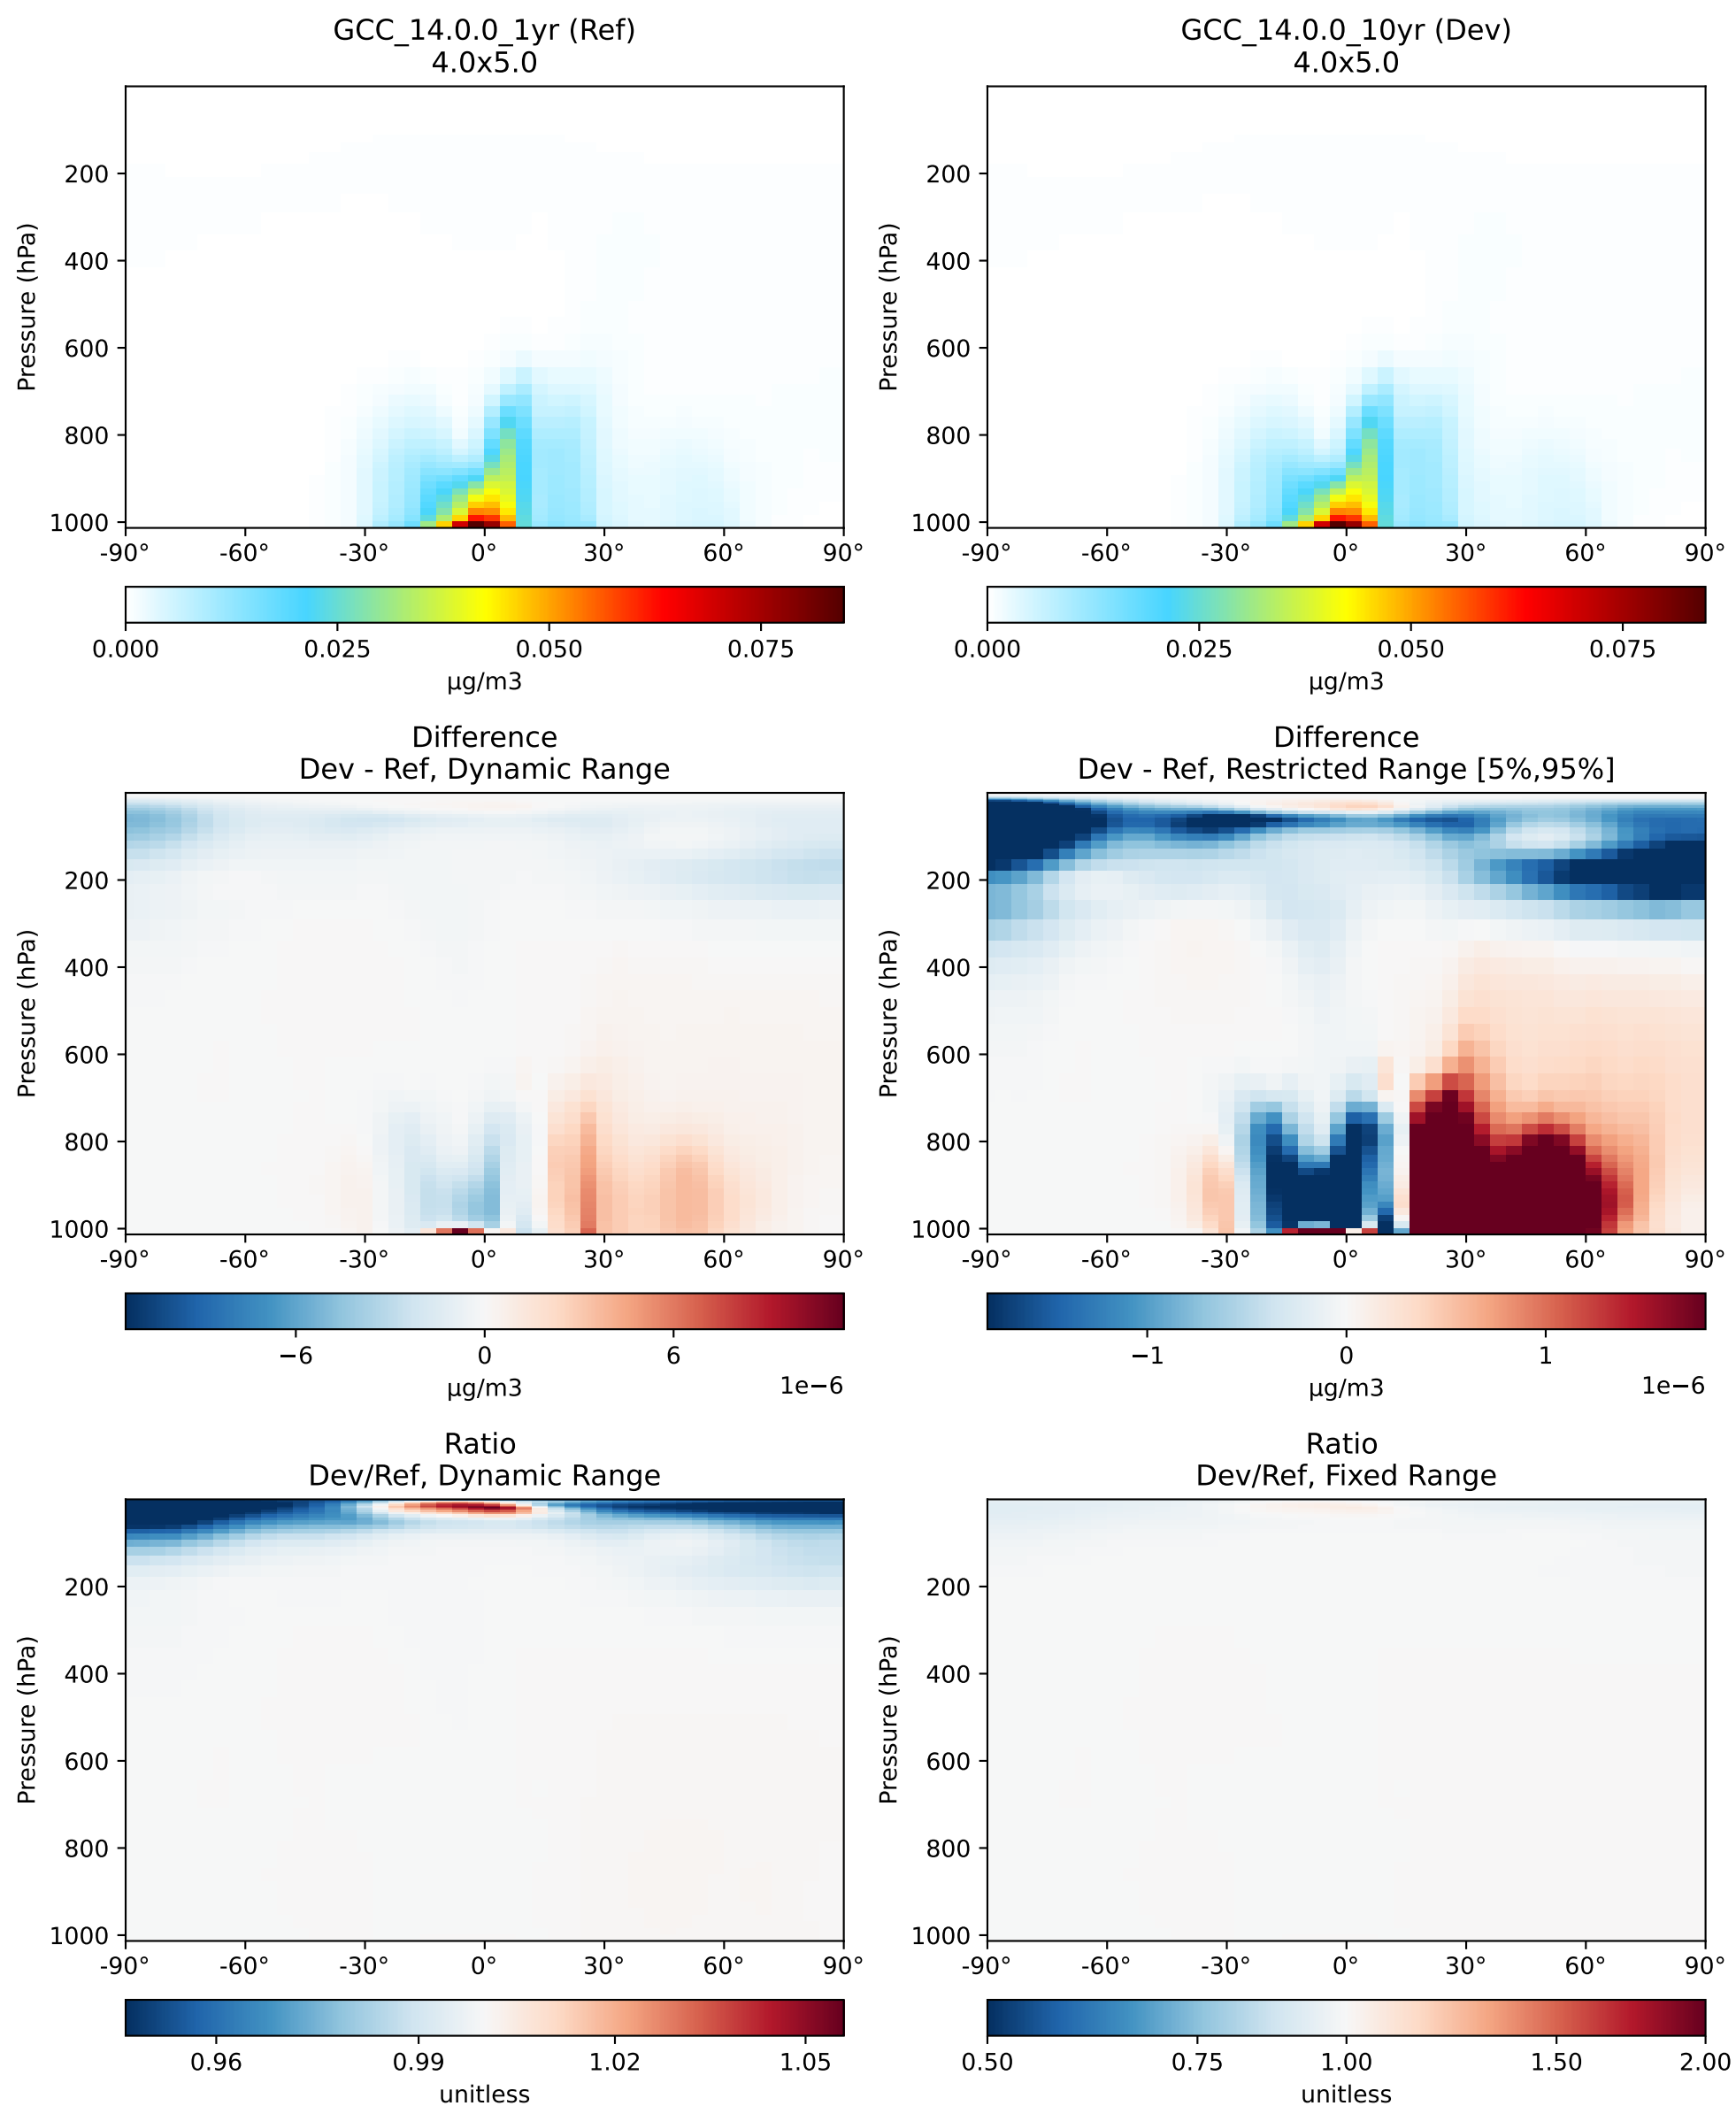 GCC_14.0.0_1yr (Ref)
4.0x5.0
Pressure (hPa)
200
400
600
800
1000
-90° -60° -30° 0° 30° 60° 90°
0.000 0.025 0.050 0.075
μg/m3
GCC_14.0.0_10yr (Dev)
4.0x5.0
Pressure (hPa)
200
400
600
800
1000
-90° -60° -30° 0° 30° 60° 90°
0.000 0.025 0.050 0.075
μg/m3
Difference
Dev - Ref, Dynamic Range
Pressure (hPa)
200
400
600
800
1000
-90° -60° -30° 0° 30° 60° 90°
−6 0 6
μg/m3 1e−6
Difference
Dev - Ref, Restricted Range [5%,95%]
Pressure (hPa)
200
400
600
800
1000
-90° -60° -30° 0° 30° 60° 90°
−1 0 1
μg/m3 1e−6
Ratio
Dev/Ref, Dynamic Range
Pressure (hPa)
200
400
600
800
1000
-90° -60° -30° 0° 30° 60° 90°
0.96 0.99 1.02 1.05
unitless
Ratio
Dev/Ref, Fixed Range
Pressure (hPa)
200
400
600
800
1000
-90° -60° -30° 0° 30° 60° 90°
0.50 0.75 1.00 1.50 2.00
unitless